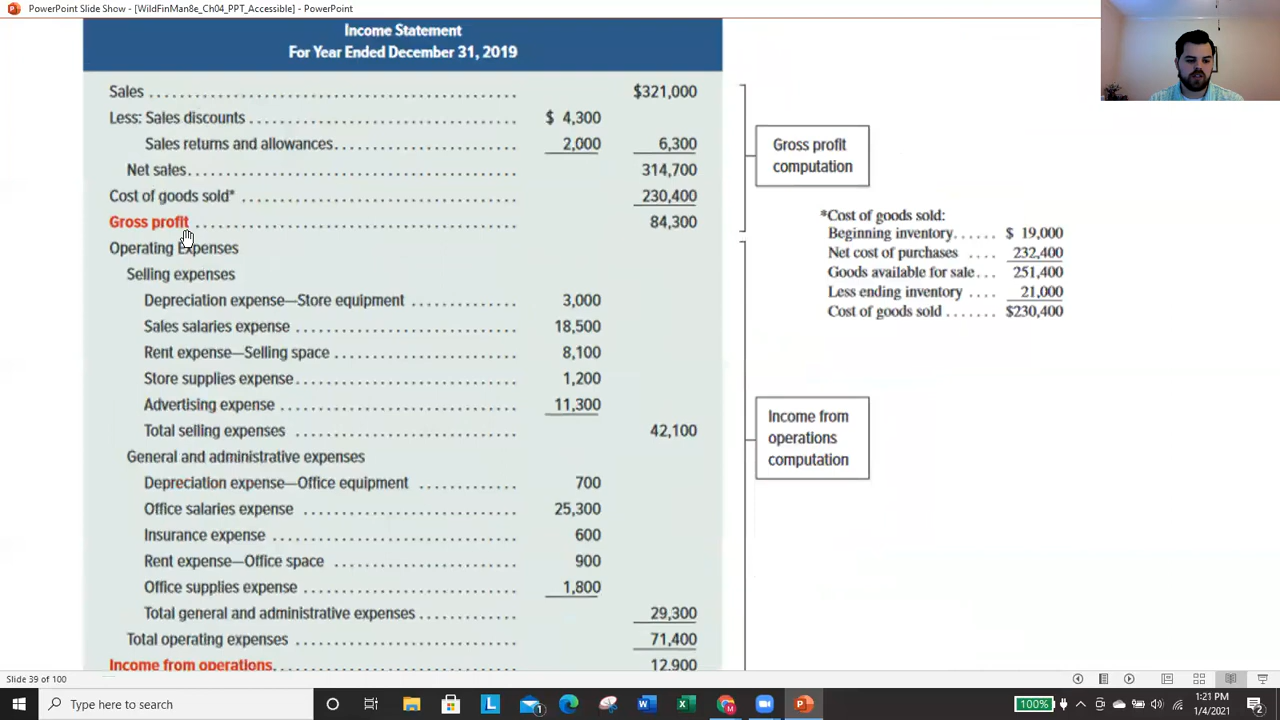 PowerPoint Slide Show - [WildFinMan8e_Ch04_PPT_Accessible] - PowerPoint
Income Statement
For Year Ended December 31, 2019
Sales ........ $321,000
Less: Sales discounts ........ $ 4,300
Sales returns and allowances ........ 2,000 6,300
Net sales ........ 314,700
Cost of goods sold* ........ 230,400
Gross profit ........ 84,300
Operating Expenses
Selling expenses
Depreciation expense—Store equipment ........ 3,000
Sales salaries expense ........ 18,500
Rent expense—Selling space ........ 8,100
Store supplies expense ........ 1,200
Advertising expense ........ 11,300
Total selling expenses ........ 42,100
General and administrative expenses
Depreciation expense—Office equipment ........ 700
Office salaries expense ........ 25,300
Insurance expense ........ 600
Rent expense—Office space ........ 900
Office supplies expense ........ 1,800
Total general and administrative expenses ........ 29,300
Total operating expenses ........ 71,400
Income from operations ........ 12,900
Gross profit
computation
*Cost of goods sold:
Beginning inventory...... $ 19,000
Net cost of purchases .... 232,400
Goods available for sale... 251,400
Less ending inventory .... 21,000
Cost of goods sold ....... $230,400
Income from
operations
computation
Slide 39 of 100
Type here to search
100%
1:21 PM
1/4/2021